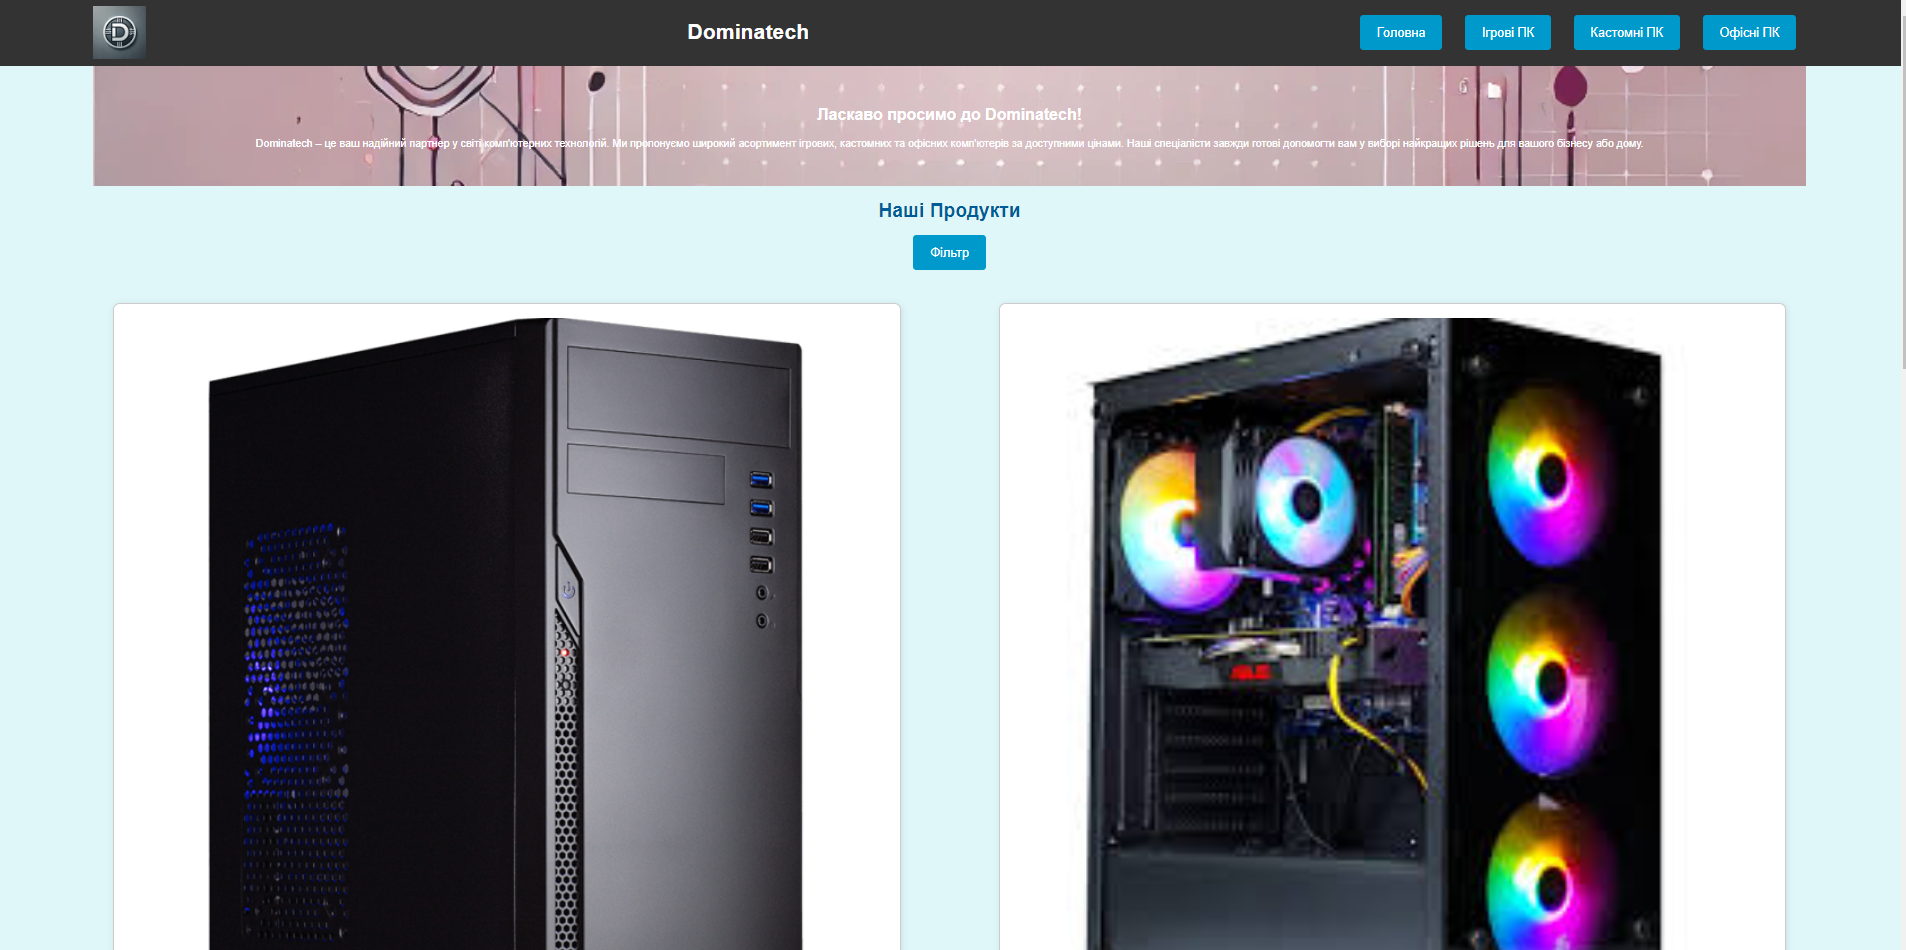 D
Dominatech
Головна
Ігрові ПК
Кастомні ПК
Офісні ПК
Ласкаво просимо до Dominatech!
Dominatech – це ваш надійний партнер у світі комп'ютерних технологій. Ми пропонуємо широкий асортимент ігрових, кастомних та офісних комп'ютерів за доступними цінами. Наші спеціалісти завжди готові допомогти вам у виборі найкращих рішень для вашого бізнесу або дому.
Наші Продукти
Фільтр